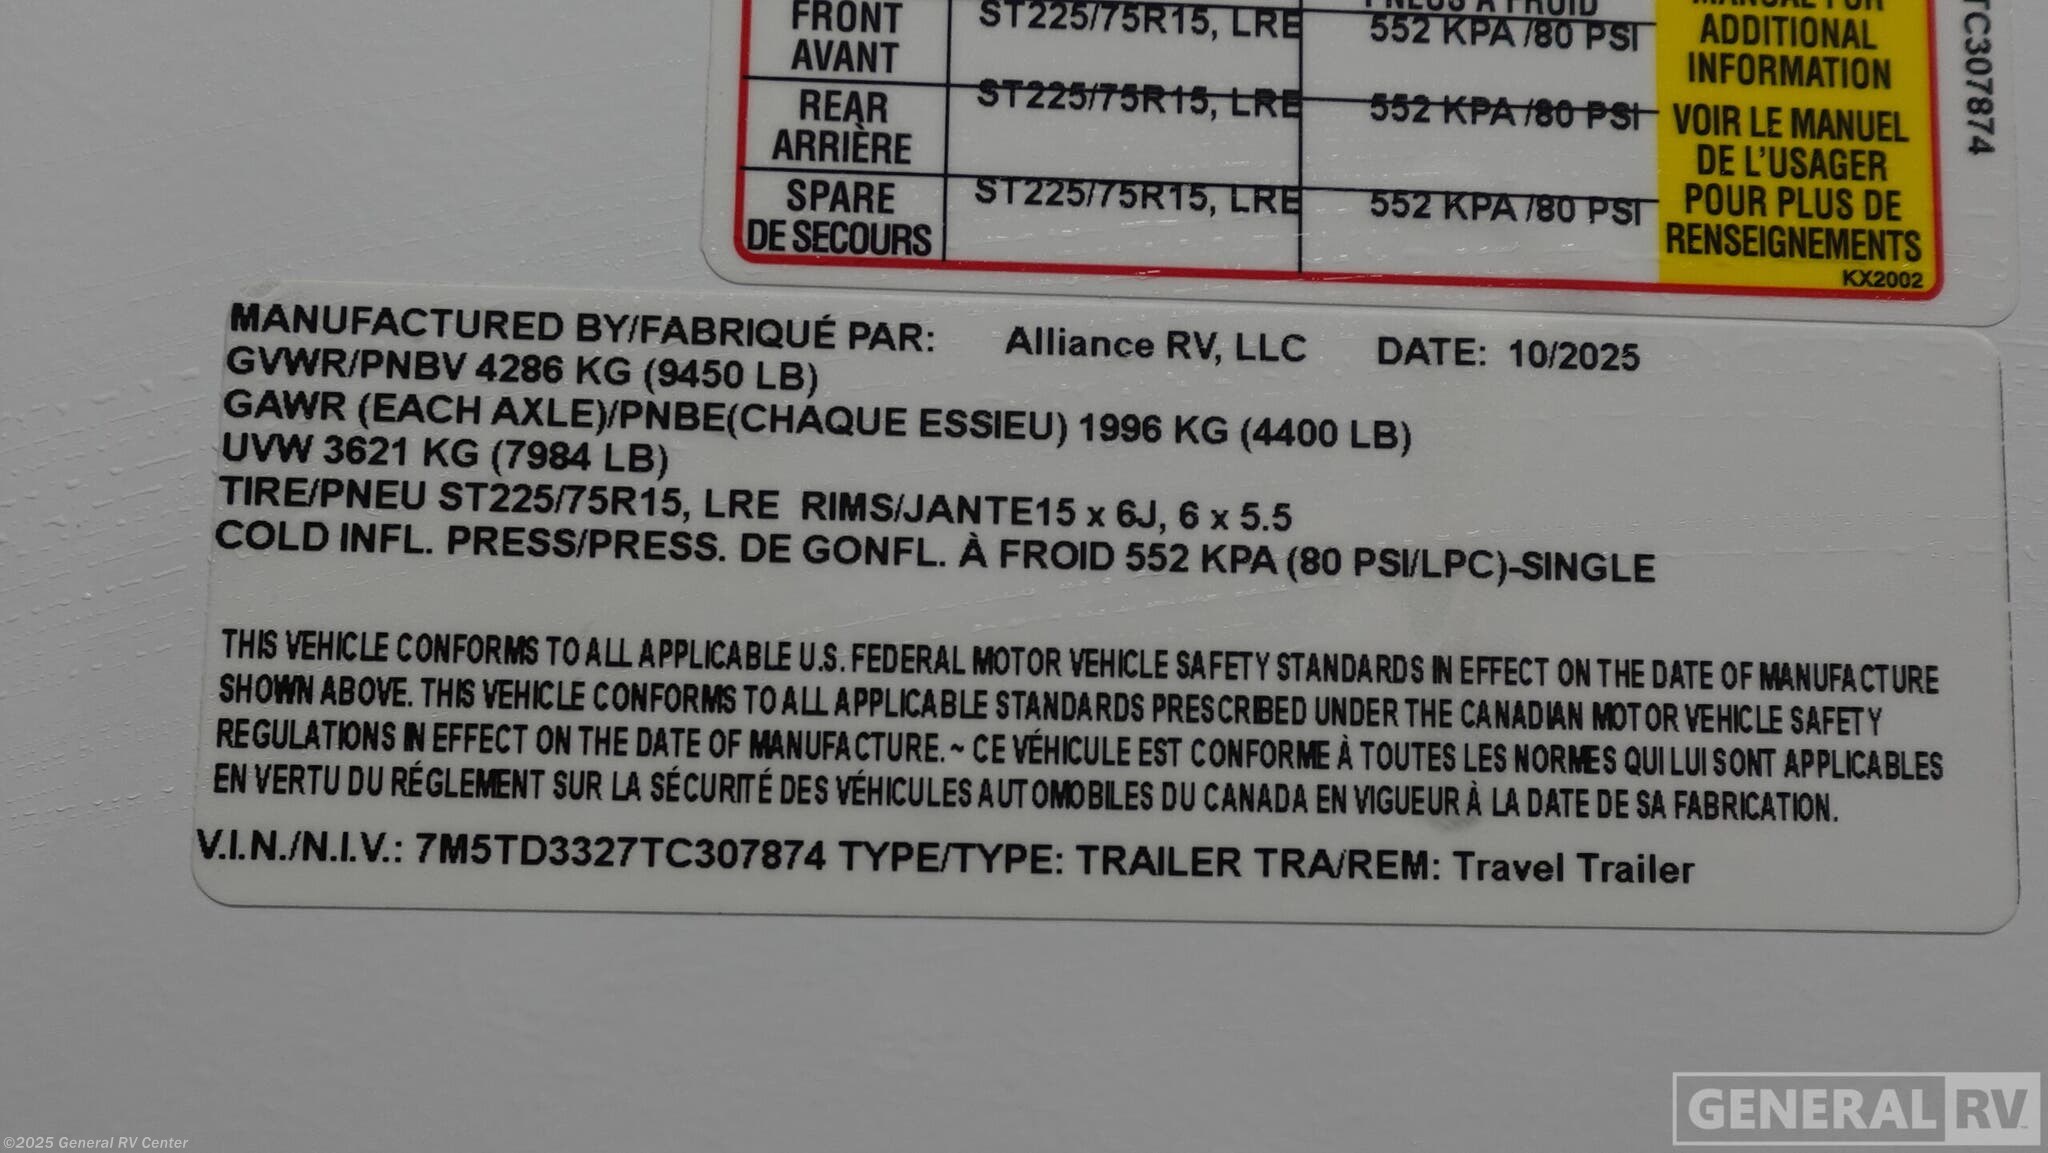 FRONT
AVANT
ST225/75R15, LRE
PNEUS À FROID
552 KPA /80 PSI
REAR
ARRIÈRE
ST225/75R15, LRE
552 KPA /80 PSI
SPARE
DE SECOURS
ST225/75R15, LRE
552 KPA /80 PSI
MANUAL FOR
ADDITIONAL
INFORMATION
VOIR LE MANUEL
DE L'USAGER
POUR PLUS DE
RENSEIGNEMENTS
KX2002
TC307874
MANUFACTURED BY/FABRIQUÉ PAR: Alliance RV, LLC DATE: 10/2025
GVWR/PNBV 4286 KG (9450 LB)
GAWR (EACH AXLE)/PNBE(CHAQUE ESSIEU) 1996 KG (4400 LB)
UVW 3621 KG (7984 LB)
TIRE/PNEU ST225/75R15, LRE RIMS/JANTE15 x 6J, 6 x 5.5
COLD INFL. PRESS/PRESS. DE GONFL. À FROID 552 KPA (80 PSI/LPC)-SINGLE
THIS VEHICLE CONFORMS TO ALL APPLICABLE U.S. FEDERAL MOTOR VEHICLE SAFETY STANDARDS IN EFFECT ON THE DATE OF MANUFACTURE
SHOWN ABOVE. THIS VEHICLE CONFORMS TO ALL APPLICABLE STANDARDS PRESCRIBED UNDER THE CANADIAN MOTOR VEHICLE SAFETY
REGULATIONS IN EFFECT ON THE DATE OF MANUFACTURE. ~ CE VÉHICULE EST CONFORME À TOUTES LES NORMES QUI LUI SONT APPLICABLES
EN VERTU DU RÉGLEMENT SUR LA SÉCURITÉ DES VÉHICULES AUTOMOBILES DU CANADA EN VIGUEUR À LA DATE DE SA FABRICATION.
V.I.N./N.I.V.: 7M5TD3327TC307874 TYPE/TYPE: TRAILER TRA/REM: Travel Trailer
GENERAL RV
©2025 General RV Center